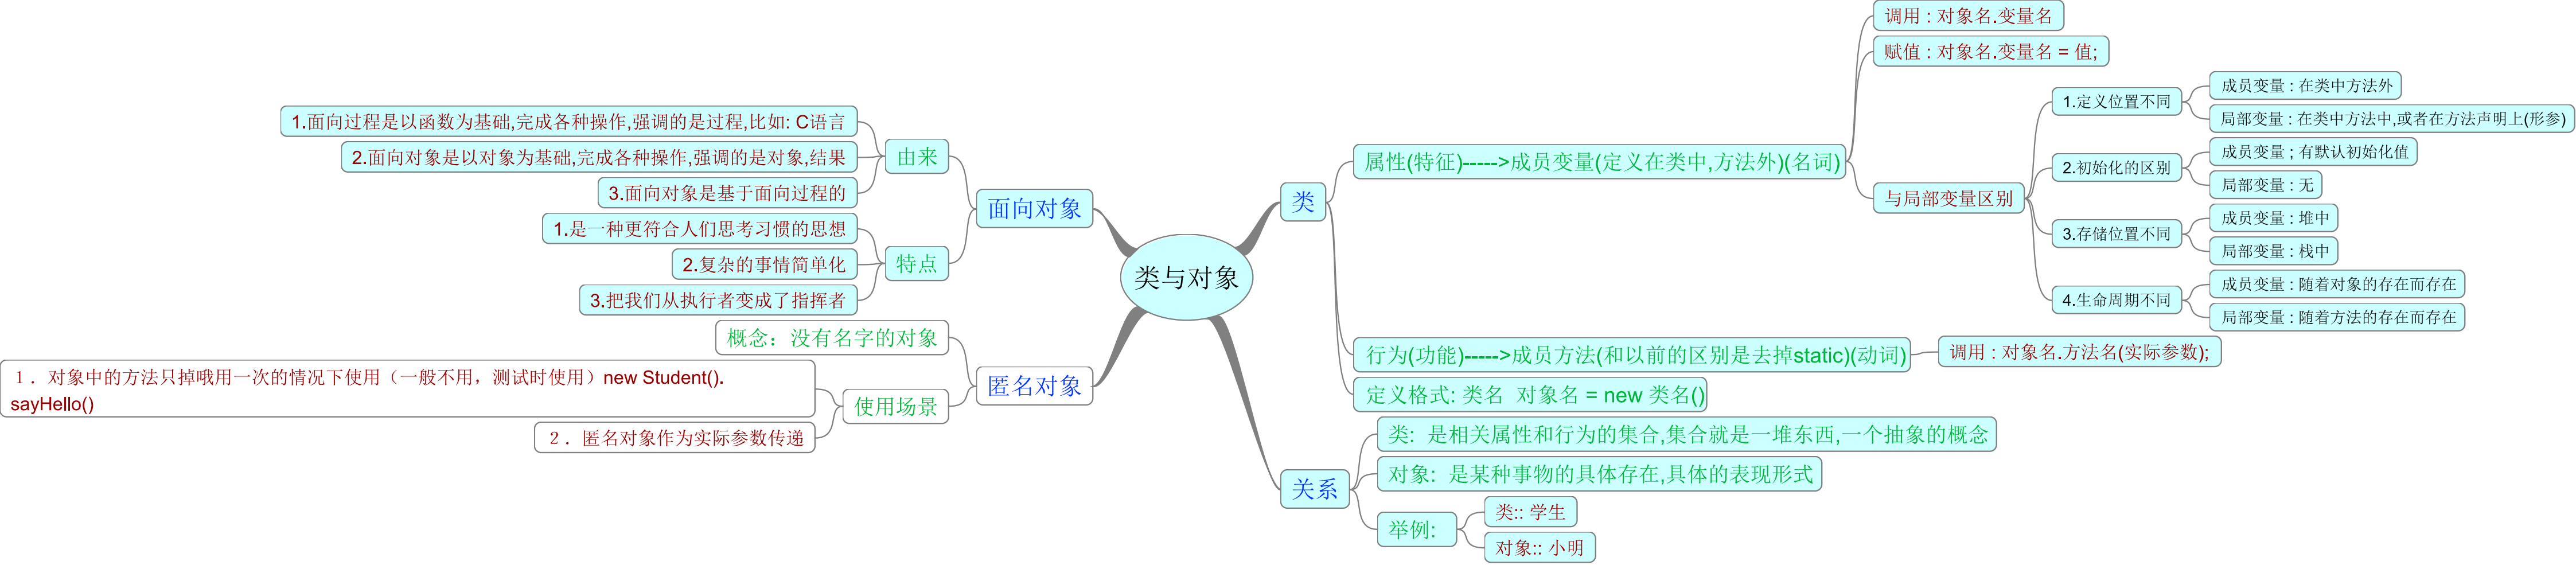 类与对象
面向对象
由来
1.面向过程是以函数为基础,完成各种操作,强调的是过程,比如: C语言
2.面向对象是以对象为基础,完成各种操作,强调的是对象,结果
3.面向对象是基于面向过程的
特点
1.是一种更符合人们思考习惯的思想
2.复杂的事情简单化
3.把我们从执行者变成了指挥者
匿名对象
概念：没有名字的对象
使用场景
１．对象中的方法只掉哦用一次的情况下使用（一般不用，测试时使用）new Student().
sayHello()
２．匿名对象作为实际参数传递
类
属性(特征)----->成员变量(定义在类中,方法外)(名词)
调用 : 对象名.变量名
赋值 : 对象名.变量名 = 值;
与局部变量区别
1.定义位置不同
成员变量 : 在类中方法外
局部变量 : 在类中方法中,或者在方法声明上(形参)
2.初始化的区别
成员变量 ; 有默认初始化值
局部变量 : 无
3.存储位置不同
成员变量 : 堆中
局部变量 : 栈中
4.生命周期不同
成员变量 : 随着对象的存在而存在
局部变量 : 随着方法的存在而存在
行为(功能)----->成员方法(和以前的区别是去掉static)(动词)
调用 : 对象名.方法名(实际参数);
定义格式: 类名  对象名 = new 类名()
关系
类:  是相关属性和行为的集合,集合就是一堆东西,一个抽象的概念
对象:  是某种事物的具体存在,具体的表现形式
举例:
类:: 学生
对象:: 小明